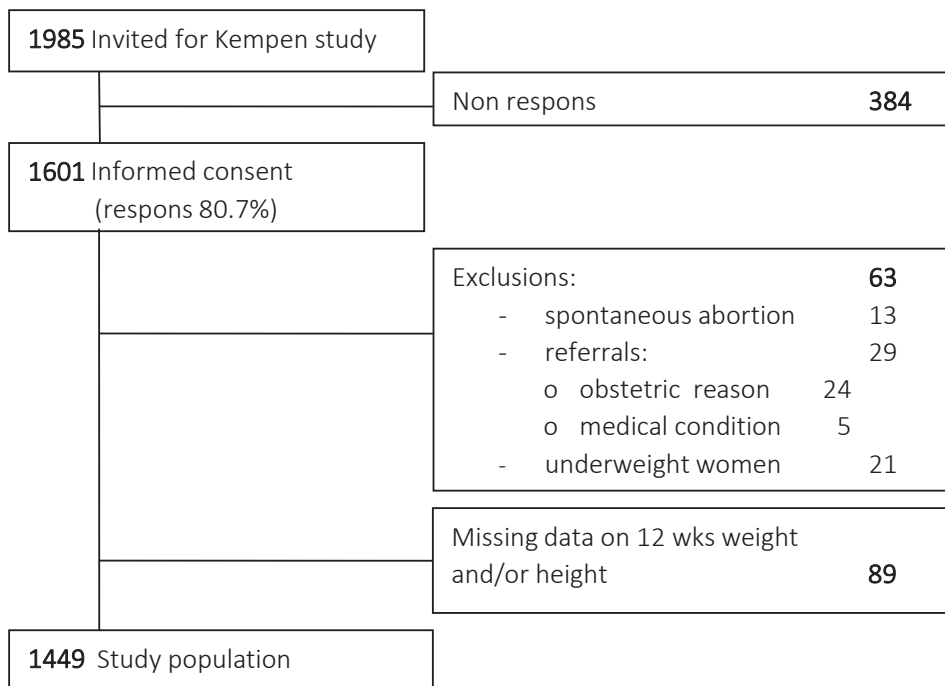 1985 Invited for Kempen study
Non respons 384
1601 Informed consent
(respons 80.7%)
Exclusions: 63
- spontaneous abortion 13
- referrals: 29
o obstetric reason 24
o medical condition 5
- underweight women 21
Missing data on 12 wks weight
and/or height 89
1449 Study population